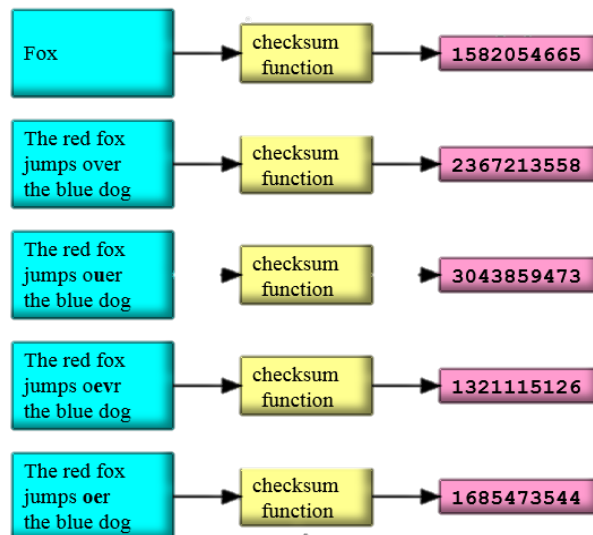 Fox
checksum
function
1582054665
The red fox
jumps over
the blue dog
checksum
function
2367213558
The red fox
jumps ouer
the blue dog
checksum
function
3043859473
The red fox
jumps oevr
the blue dog
checksum
function
1321115126
The red fox
jumps oer
the blue dog
checksum
function
1685473544